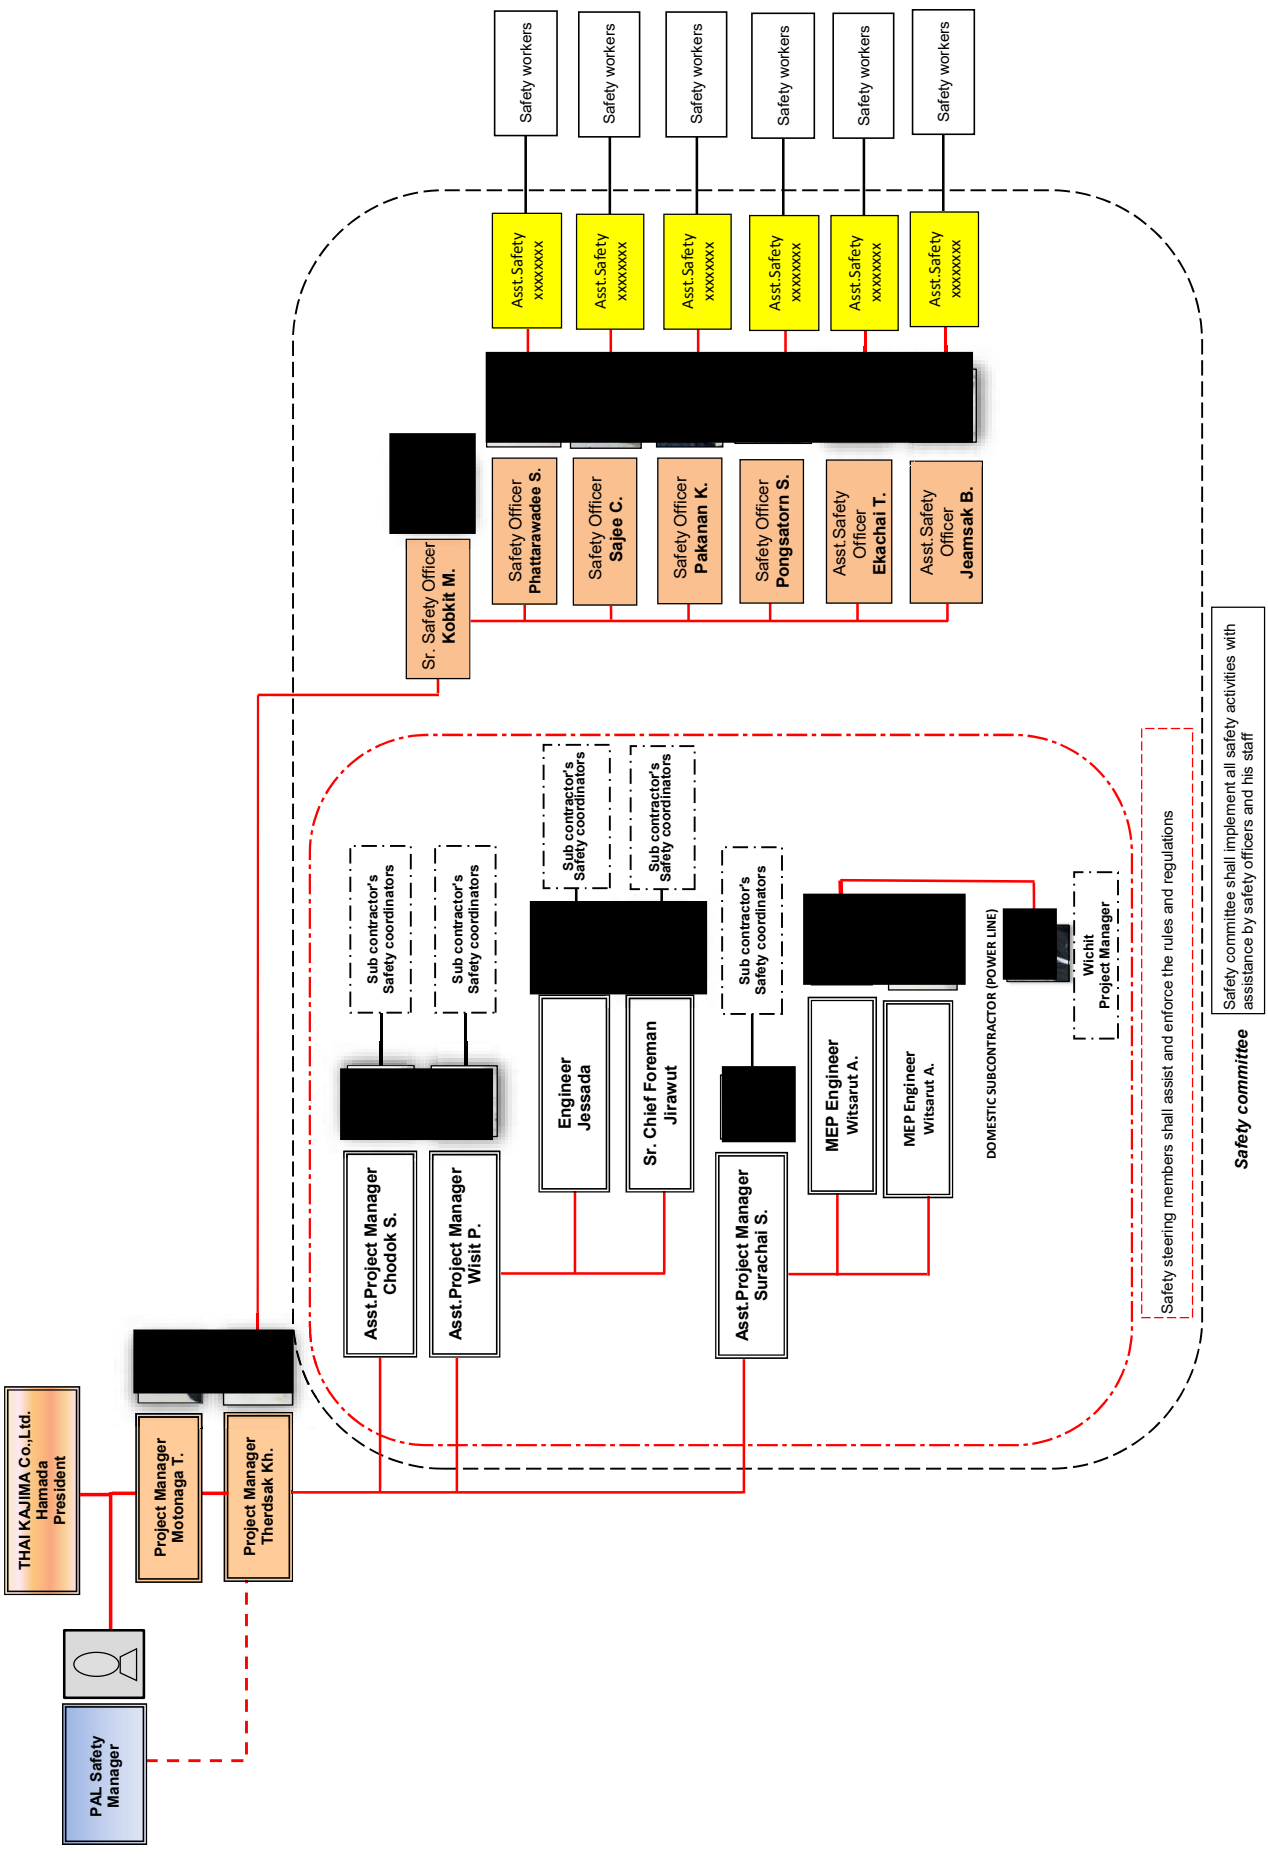 THAI KAJIMA Co.,Ltd.
Hamada
President
PAL Safety
Manager
Project Manager
Motonaga T.
Project Manager
Therdsak Kh.
Sr. Safety Officer
Kobkit M.
Safety Officer
Phattarawadee S.
Asst.Safety
xxxxxxxx
Safety workers
Safety Officer
Sajee C.
Asst.Safety
xxxxxxxx
Safety workers
Safety Officer
Pakanan K.
Asst.Safety
xxxxxxxx
Safety workers
Safety Officer
Pongsatorn S.
Asst.Safety
xxxxxxxx
Safety workers
Asst.Safety
Officer
Ekachai T.
Asst.Safety
xxxxxxxx
Safety workers
Asst.Safety
Officer
Jeamsak B.
Asst.Safety
xxxxxxxx
Safety workers
Asst.Project Manager
Chodok S.
Sub contractor's
Safety coordinators
Asst.Project Manager
Wisit P.
Sub contractor's
Safety coordinators
Engineer
Jessada
Sub contractor's
Safety coordinators
Sr. Chief Foreman
Jirawut
Sub contractor's
Safety coordinators
Asst.Project Manager
Surachai S.
Sub contractor's
Safety coordinators
MEP Engineer
Witsarut A.
MEP Engineer
Witsarut A.
DOMESTIC SUBCONTRACTOR (POWER LINE)
Wichit
Project Manager
Safety steering members shall assist and enforce the rules and regulations
Safety committee
Safety committee shall implement all safety activities with
assistance by safety officers and his staff